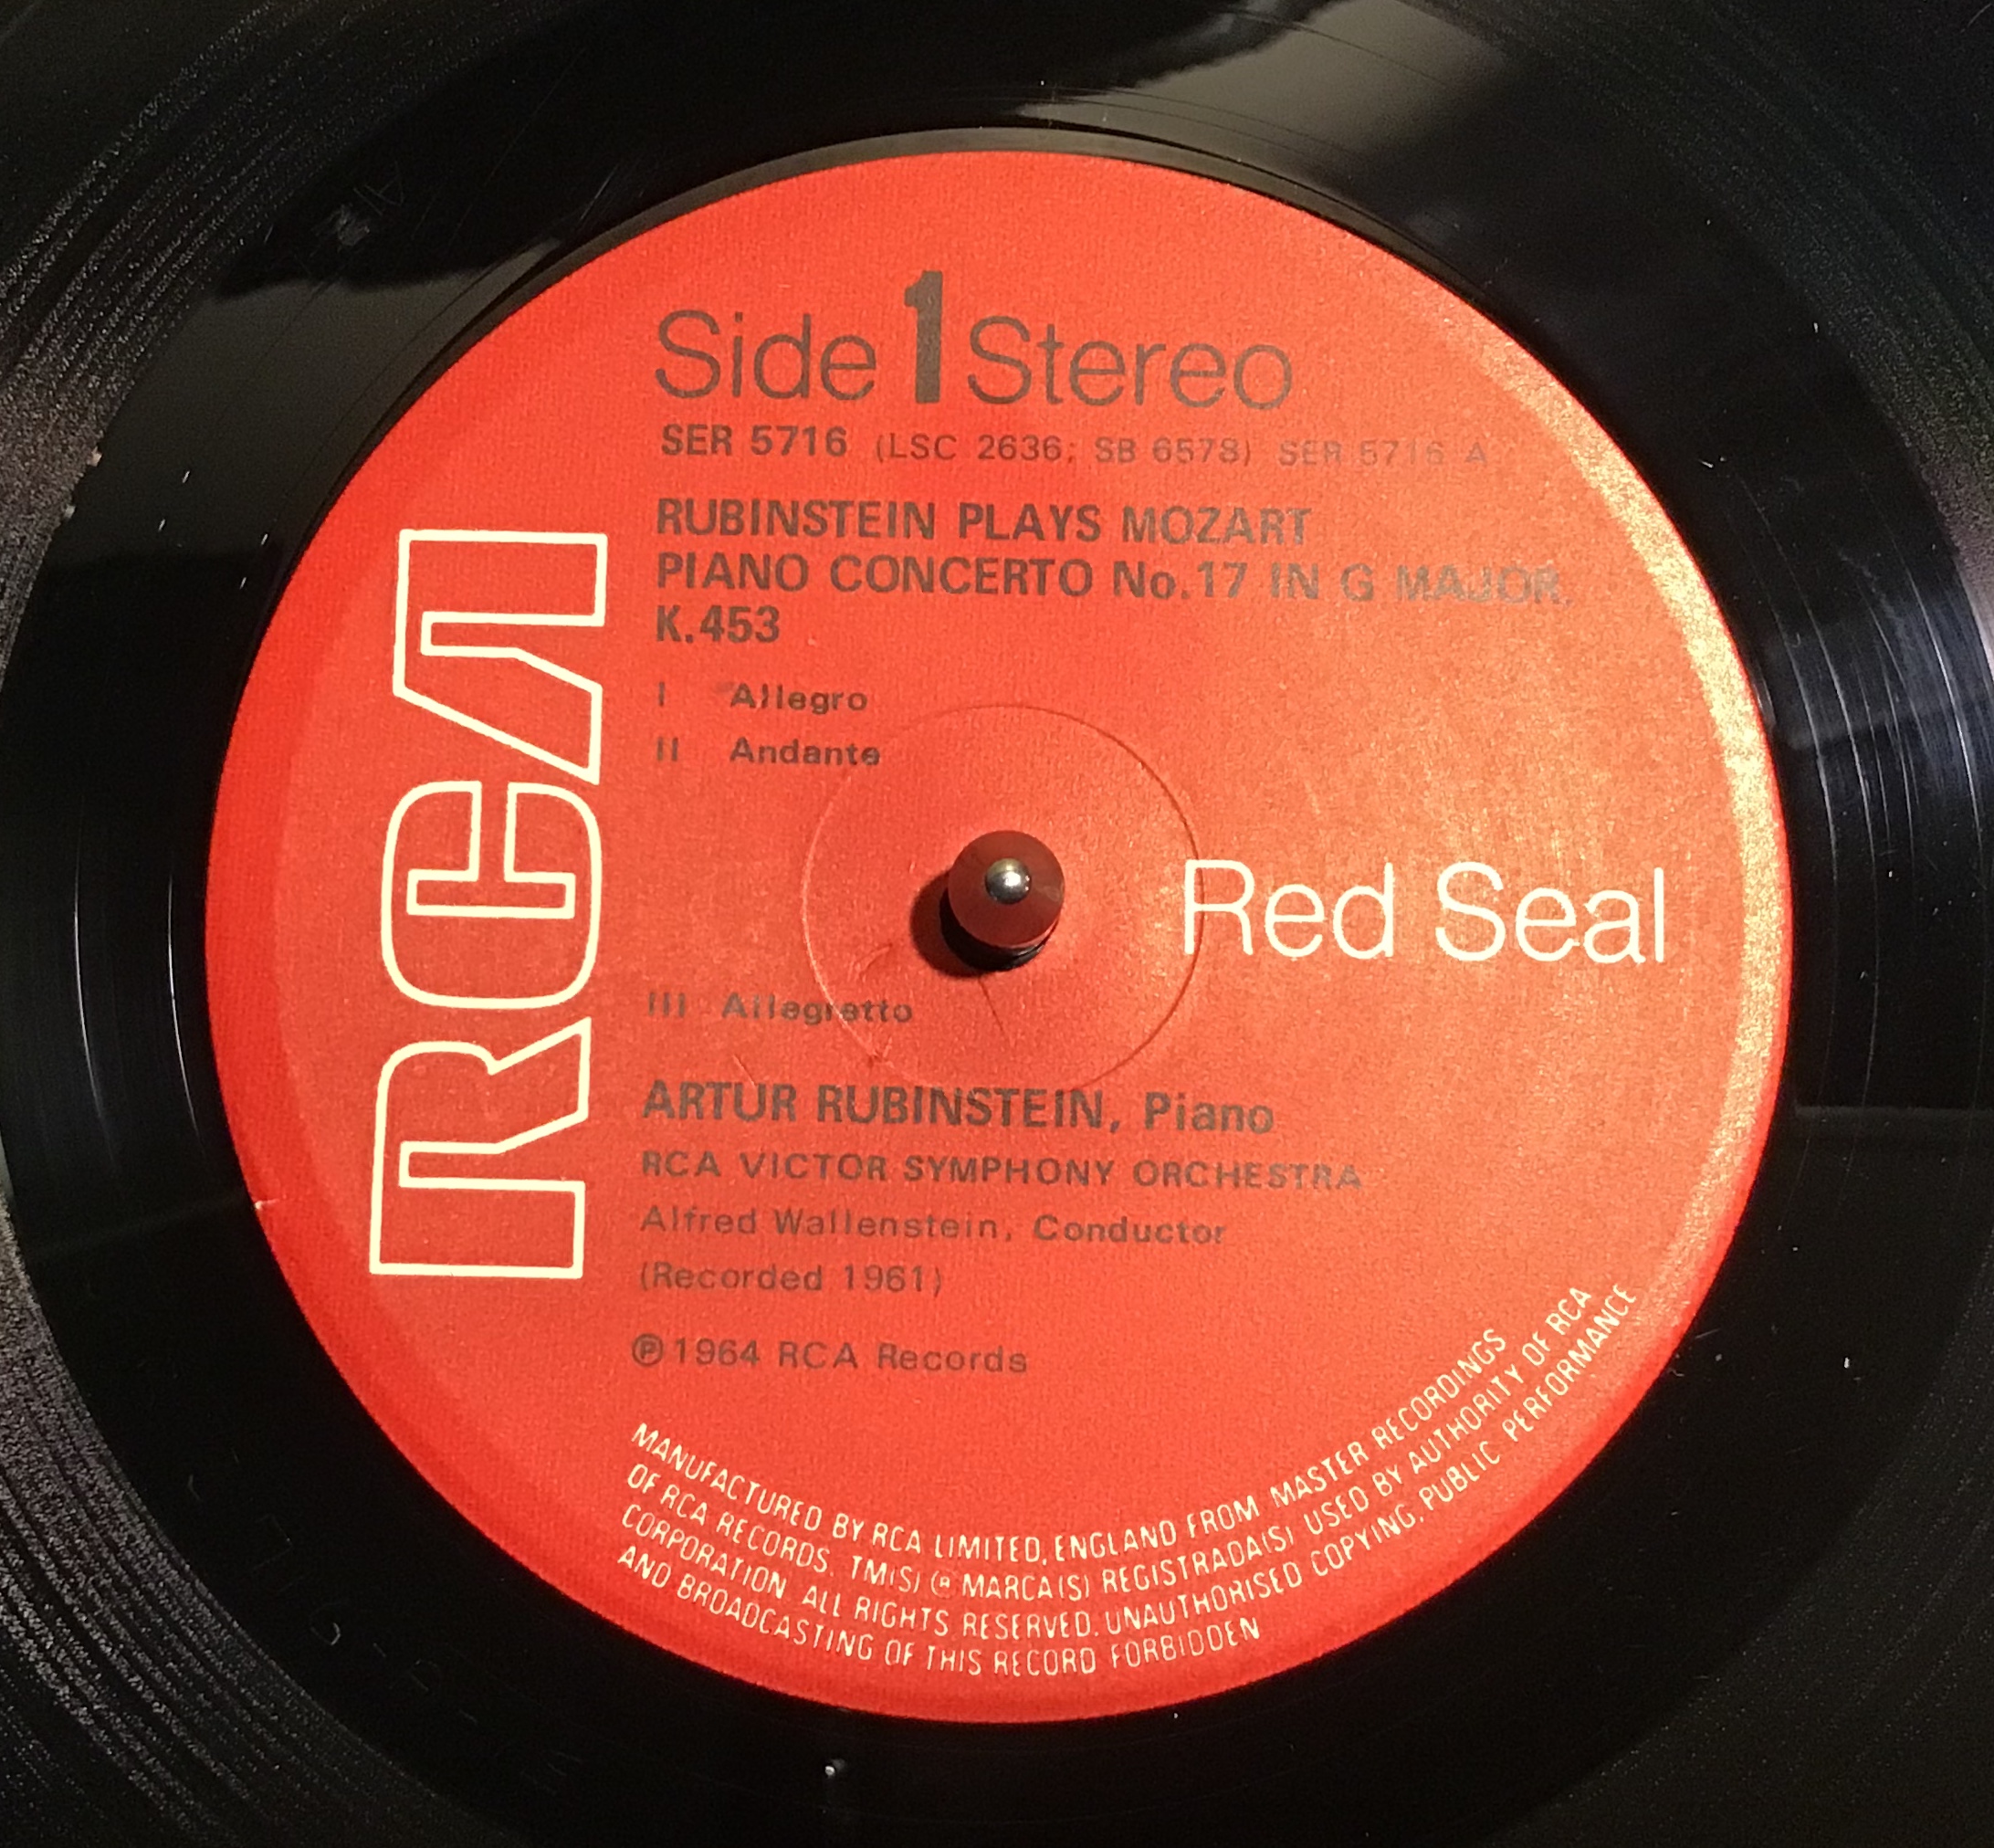 Side 1 Stereo
SER 5716 (LSC 2636; SB 6578) SER 5716 A
RUBINSTEIN PLAYS MOZART
PIANO CONCERTO No.17 IN G MAJOR,
K.453
I Allegro
II Andante
RCA
Red Seal
III Allegretto
ARTUR RUBINSTEIN, Piano
RCA VICTOR SYMPHONY ORCHESTRA
Alfred Wallenstein, Conductor
(Recorded 1961)
℗ 1964 RCA Records
MANUFACTURED BY RCA LIMITED, ENGLAND FROM MASTER RECORDINGS
OF RCA RECORDS. TM(S) ® MARCA(S) REGISTRADA(S) USED BY AUTHORITY OF RCA
CORPORATION. ALL RIGHTS RESERVED. UNAUTHORISED COPYING, PUBLIC PERFORMANCE
AND BROADCASTING OF THIS RECORD FORBIDDEN